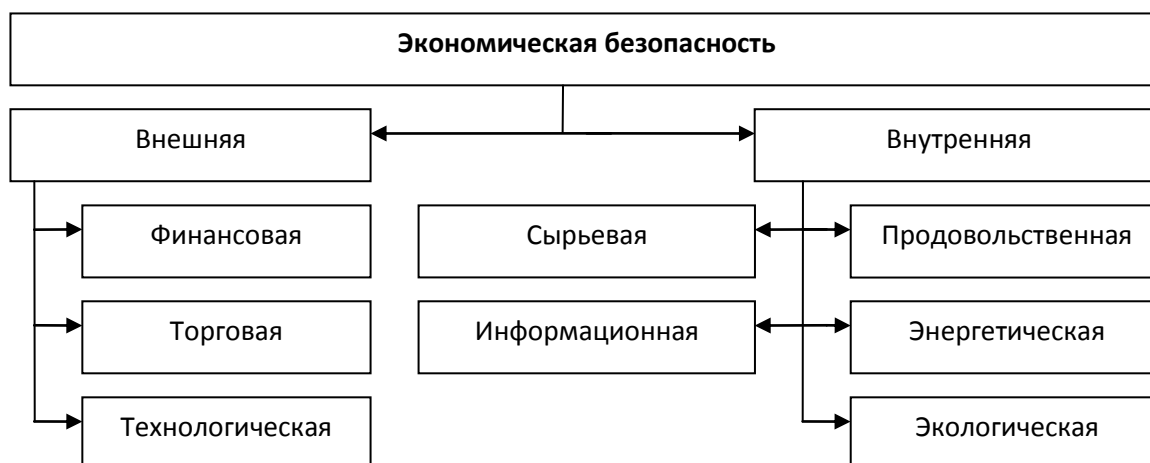 Экономическая безопасность
Внешняя
Внутренняя
Финансовая
Сырьевая
Продовольственная
Торговая
Информационная
Энергетическая
Технологическая
Экологическая